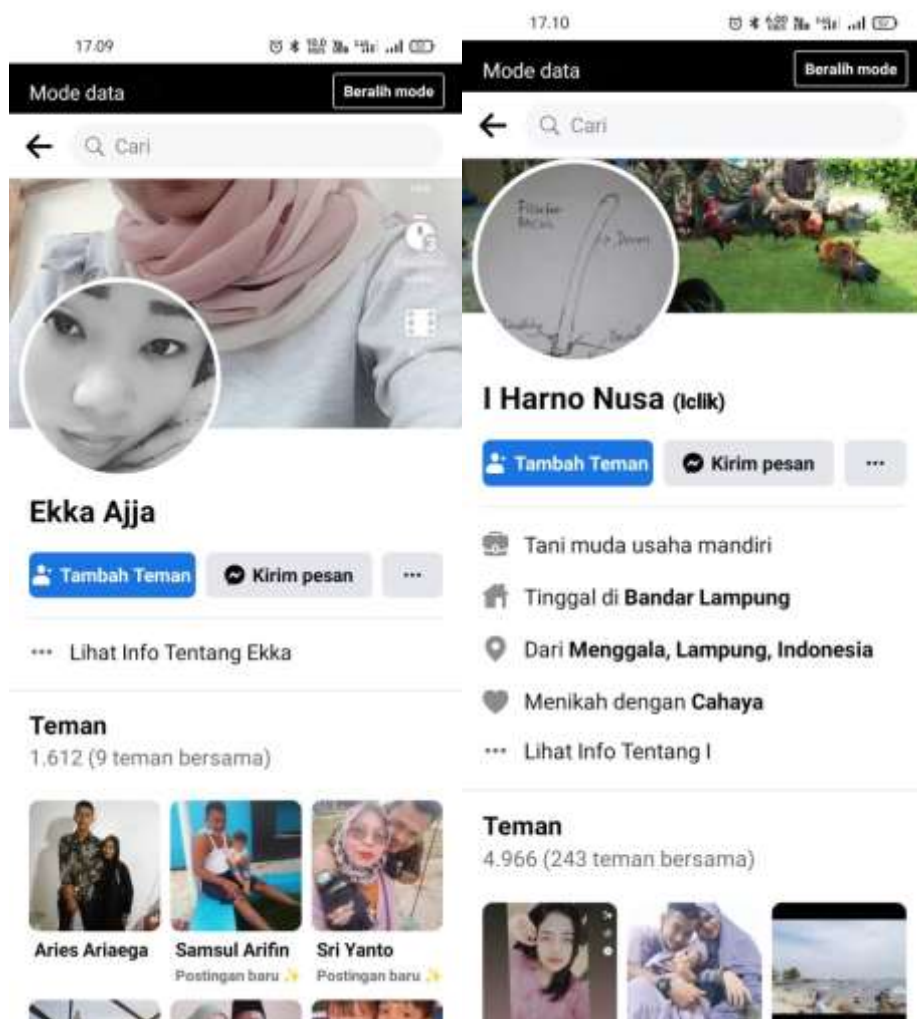 17.09
Mode data
Beralih mode
Cari
3
Ekka Ajja
Tambah Teman
Kirim pesan
Lihat Info Tentang Ekka
Teman
1.612 (9 teman bersama)
Aries Ariaega
Samsul Arifin
Sri Yanto
Postingan baru
Postingan baru
17.10
Mode data
Beralih mode
Cari
I Harno Nusa (Iclik)
Tambah Teman
Kirim pesan
Tani muda usaha mandiri
Tinggal di Bandar Lampung
Dari Menggala, Lampung, Indonesia
Menikah dengan Cahaya
Lihat Info Tentang I
Teman
4.966 (243 teman bersama)